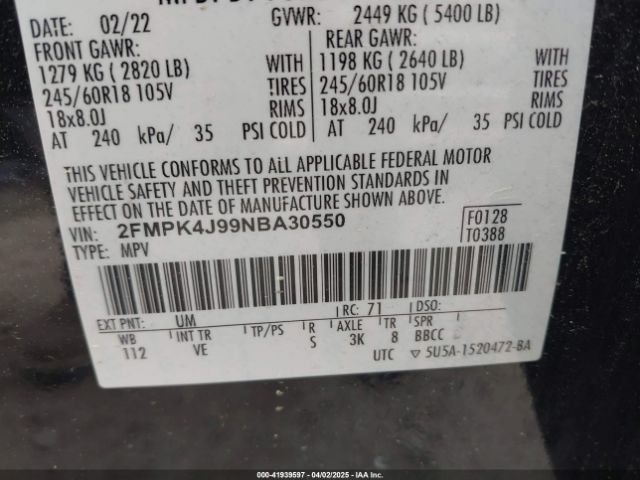 DATE: 02/22
GVWR: 2449 KG ( 5400 LB)
FRONT GAWR: WITH
1279 KG ( 2820 LB) TIRES
245/60R18 105V RIMS
18x8.0J
AT 240 kPa/ 35 PSI COLD
REAR GAWR: WITH
1198 KG ( 2640 LB) TIRES
245/60R18 105V RIMS
18x8.0J
AT 240 kPa/ 35 PSI COLD
THIS VEHICLE CONFORMS TO ALL APPLICABLE FEDERAL MOTOR
VEHICLE SAFETY AND THEFT PREVENTION STANDARDS IN
EFFECT ON THE DATE OF MANUFACTURE SHOWN ABOVE.
VIN: 2FMPK4J99NBA30550
TYPE: MPV
F0128
T0388
EXT PNT: UM RC: 71 DSO:
WB INT TR TP/PS R AXLE TR SPR
112 VE S 3K 8 BBCC
UTC ▽ 5U5A-1520472-BA
000-41939597 - 04/02/2025 - IAAI.COM